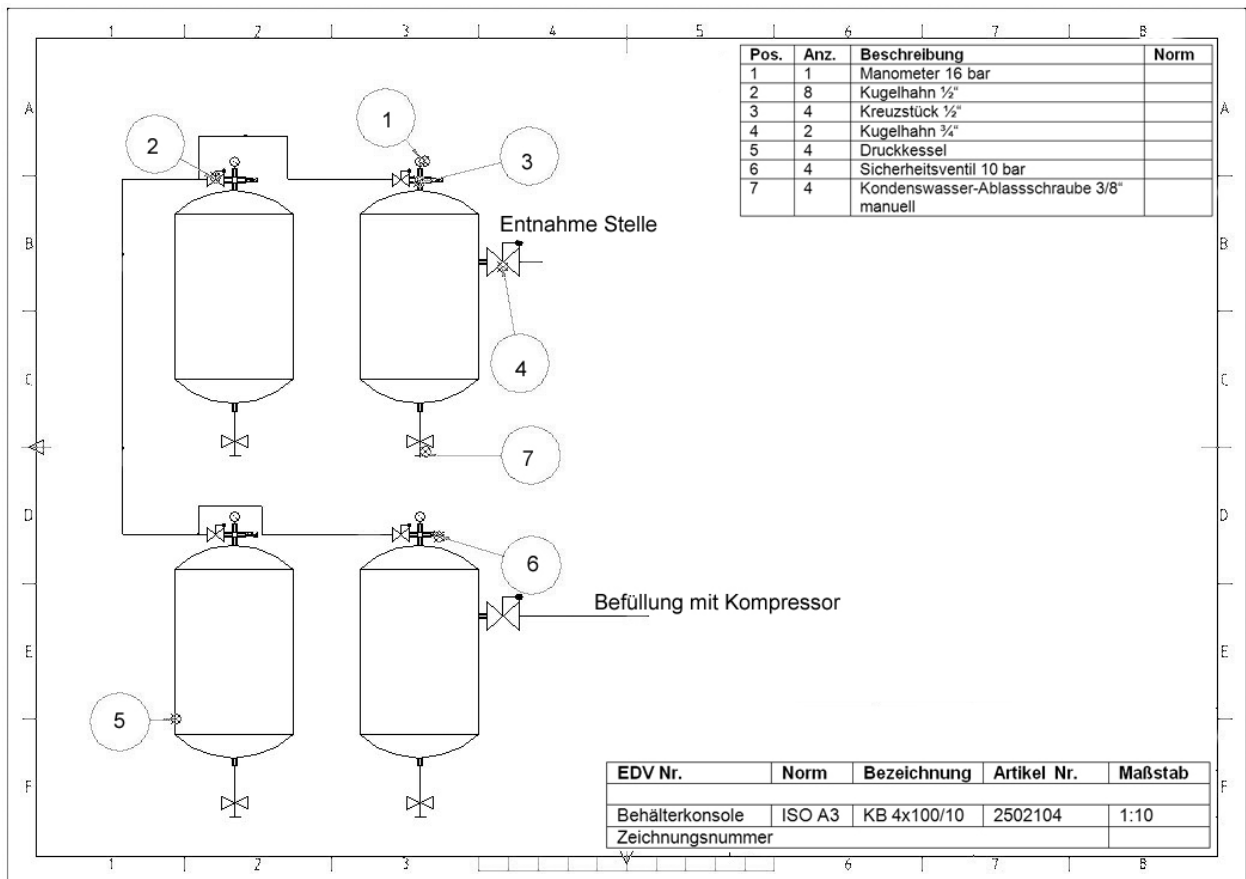 1 2 3 4 5 6 7 8
A A
B B
C C
D D
E E
F F
1 2 3 6 7 8
Pos. Anz. Beschreibung Norm
1 1 Manometer 16 bar
2 8 Kugelhahn ½“
3 4 Kreuzstück ½“
4 2 Kugelhahn ¾“
5 4 Druckkessel
6 4 Sicherheitsventil 10 bar
7 4 Kondenswasser-Ablassschraube 3/8“
manuell
1
2
3
Entnahme Stelle
4
7
6
Befüllung mit Kompressor
5
EDV Nr. Norm Bezeichnung Artikel Nr. Maßstab
Behälterkonsole ISO A3 KB 4x100/10 2502104 1:10
Zeichnungsnummer